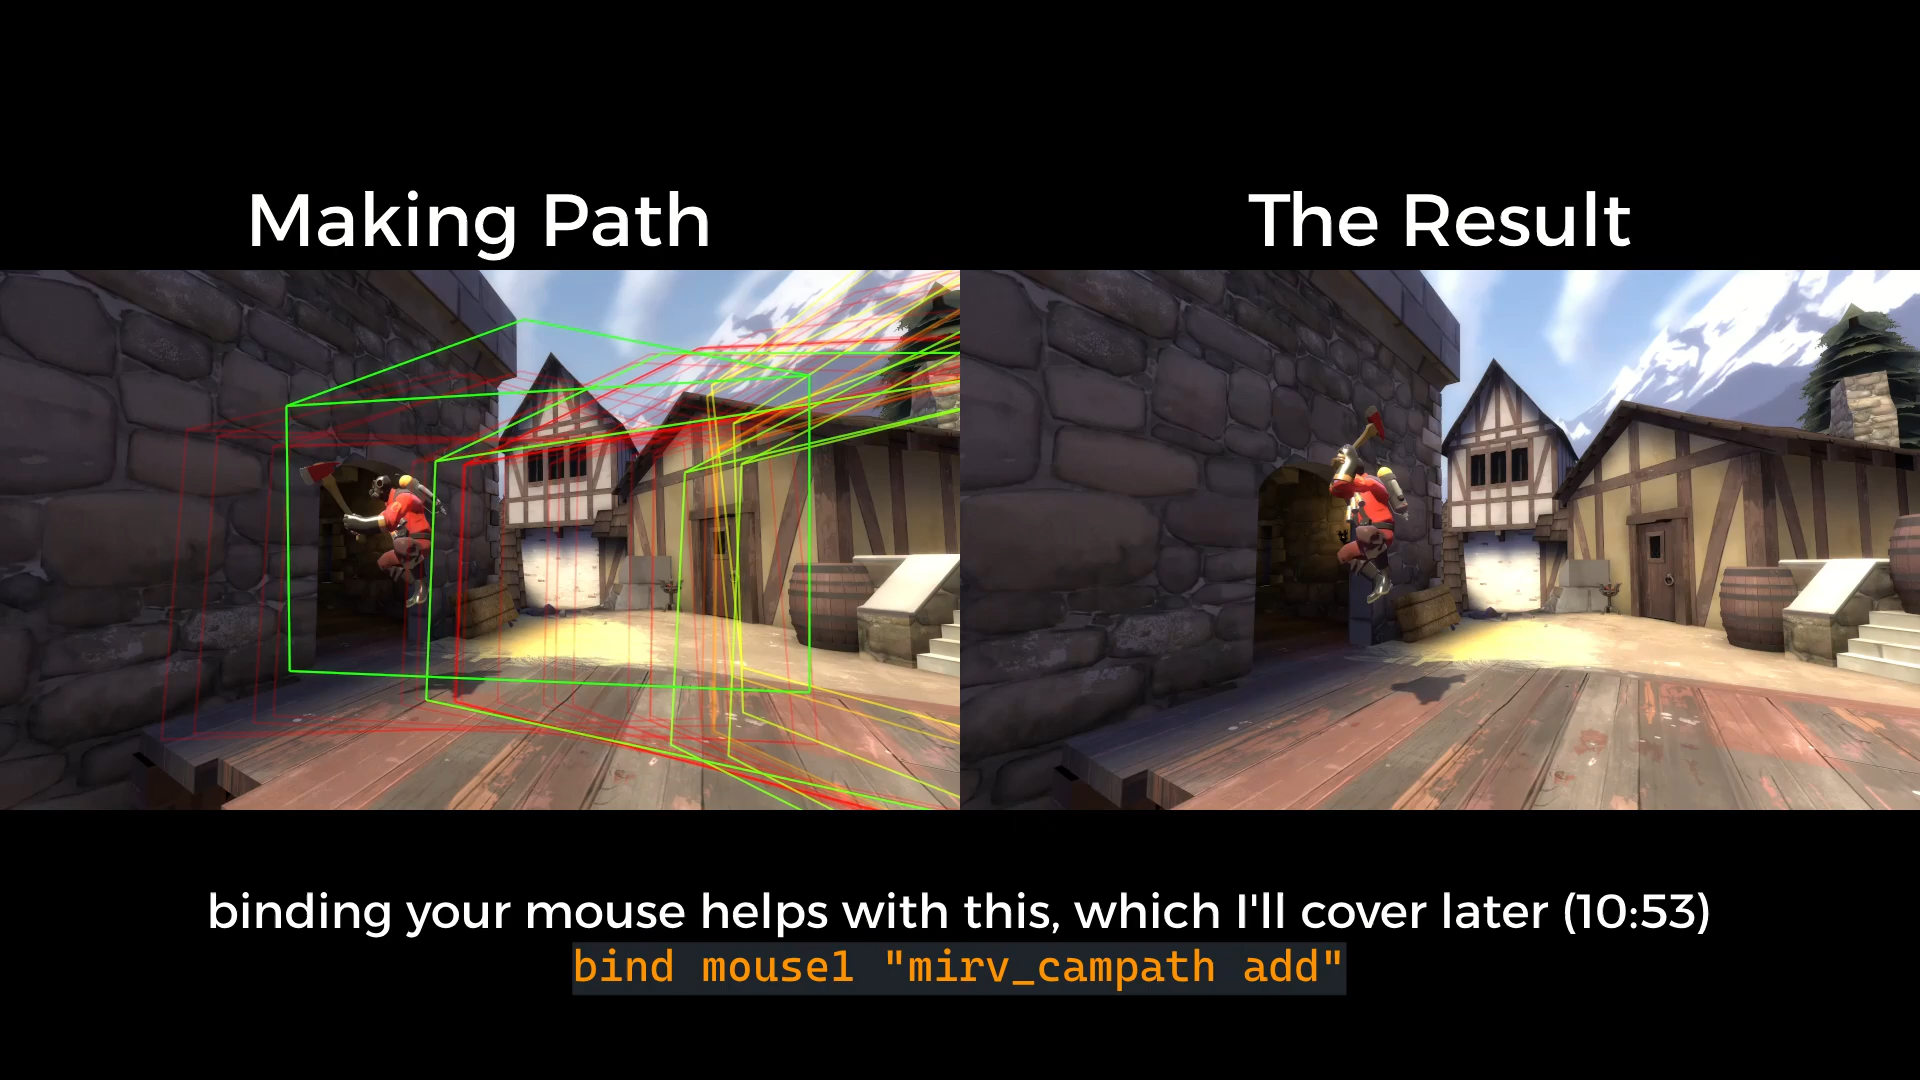 Making Path
The Result
binding your mouse helps with this, which I'll cover later (10:53)
bind mouse1 "mirv_campath add"